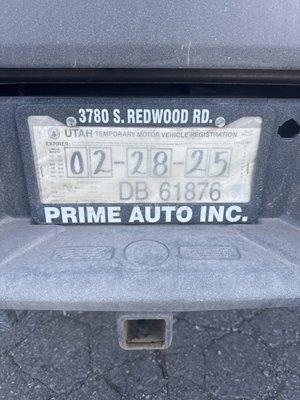 3780 S. REDWOOD RD.
UTAH TEMPORARY MOTOR VEHICLE REGISTRATION
EXPIRES:
02-28-25
DB 61876
PRIME AUTO INC.